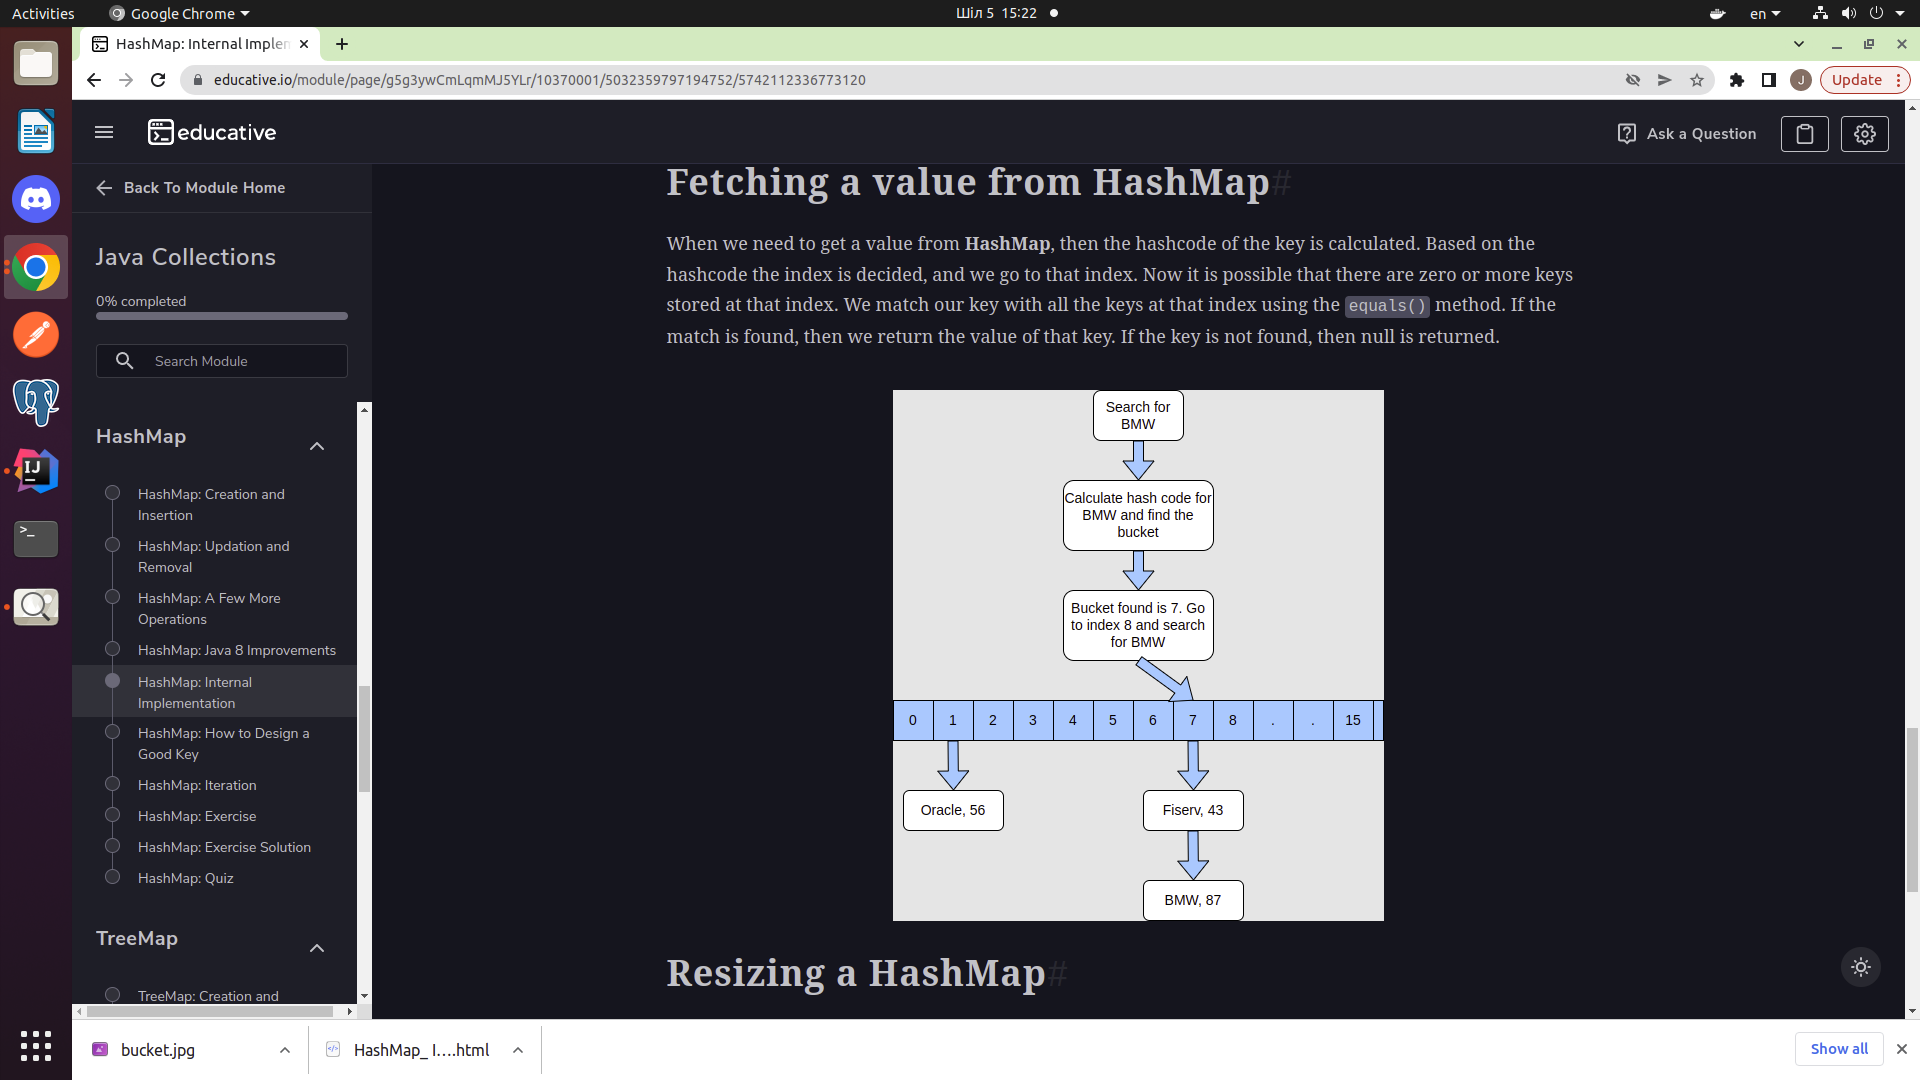 Activities
Google Chrome
Шіл 5 15:22
en
HashMap: Internal Implen
educative.io/module/page/g5g3ywCmLqmMJ5YLr/10370001/5032359797194752/5742112336773120
J
Update
educative
Ask a Question
Back To Module Home
Java Collections
0% completed
Search Module
HashMap
HashMap: Creation and
Insertion
HashMap: Updation and
Removal
HashMap: A Few More
Operations
HashMap: Java 8 Improvements
HashMap: Internal
Implementation
HashMap: How to Design a
Good Key
HashMap: Iteration
HashMap: Exercise
HashMap: Exercise Solution
HashMap: Quiz
TreeMap
TreeMap: Creation and
Fetching a value from HashMap#
When we need to get a value from HashMap, then the hashcode of the key is calculated. Based on the
hashcode the index is decided, and we go to that index. Now it is possible that there are zero or more keys
stored at that index. We match our key with all the keys at that index using the equals() method. If the
match is found, then we return the value of that key. If the key is not found, then null is returned.
Search for
BMW
Calculate hash code for
BMW and find the
bucket
Bucket found is 7. Go
to index 8 and search
for BMW
0 1 2 3 4 5 6 7 8 . . 15
Oracle, 56
Fiserv, 43
BMW, 87
Resizing a HashMap#
IJ
>_
bucket.jpg
HashMap_ I....html
Show all